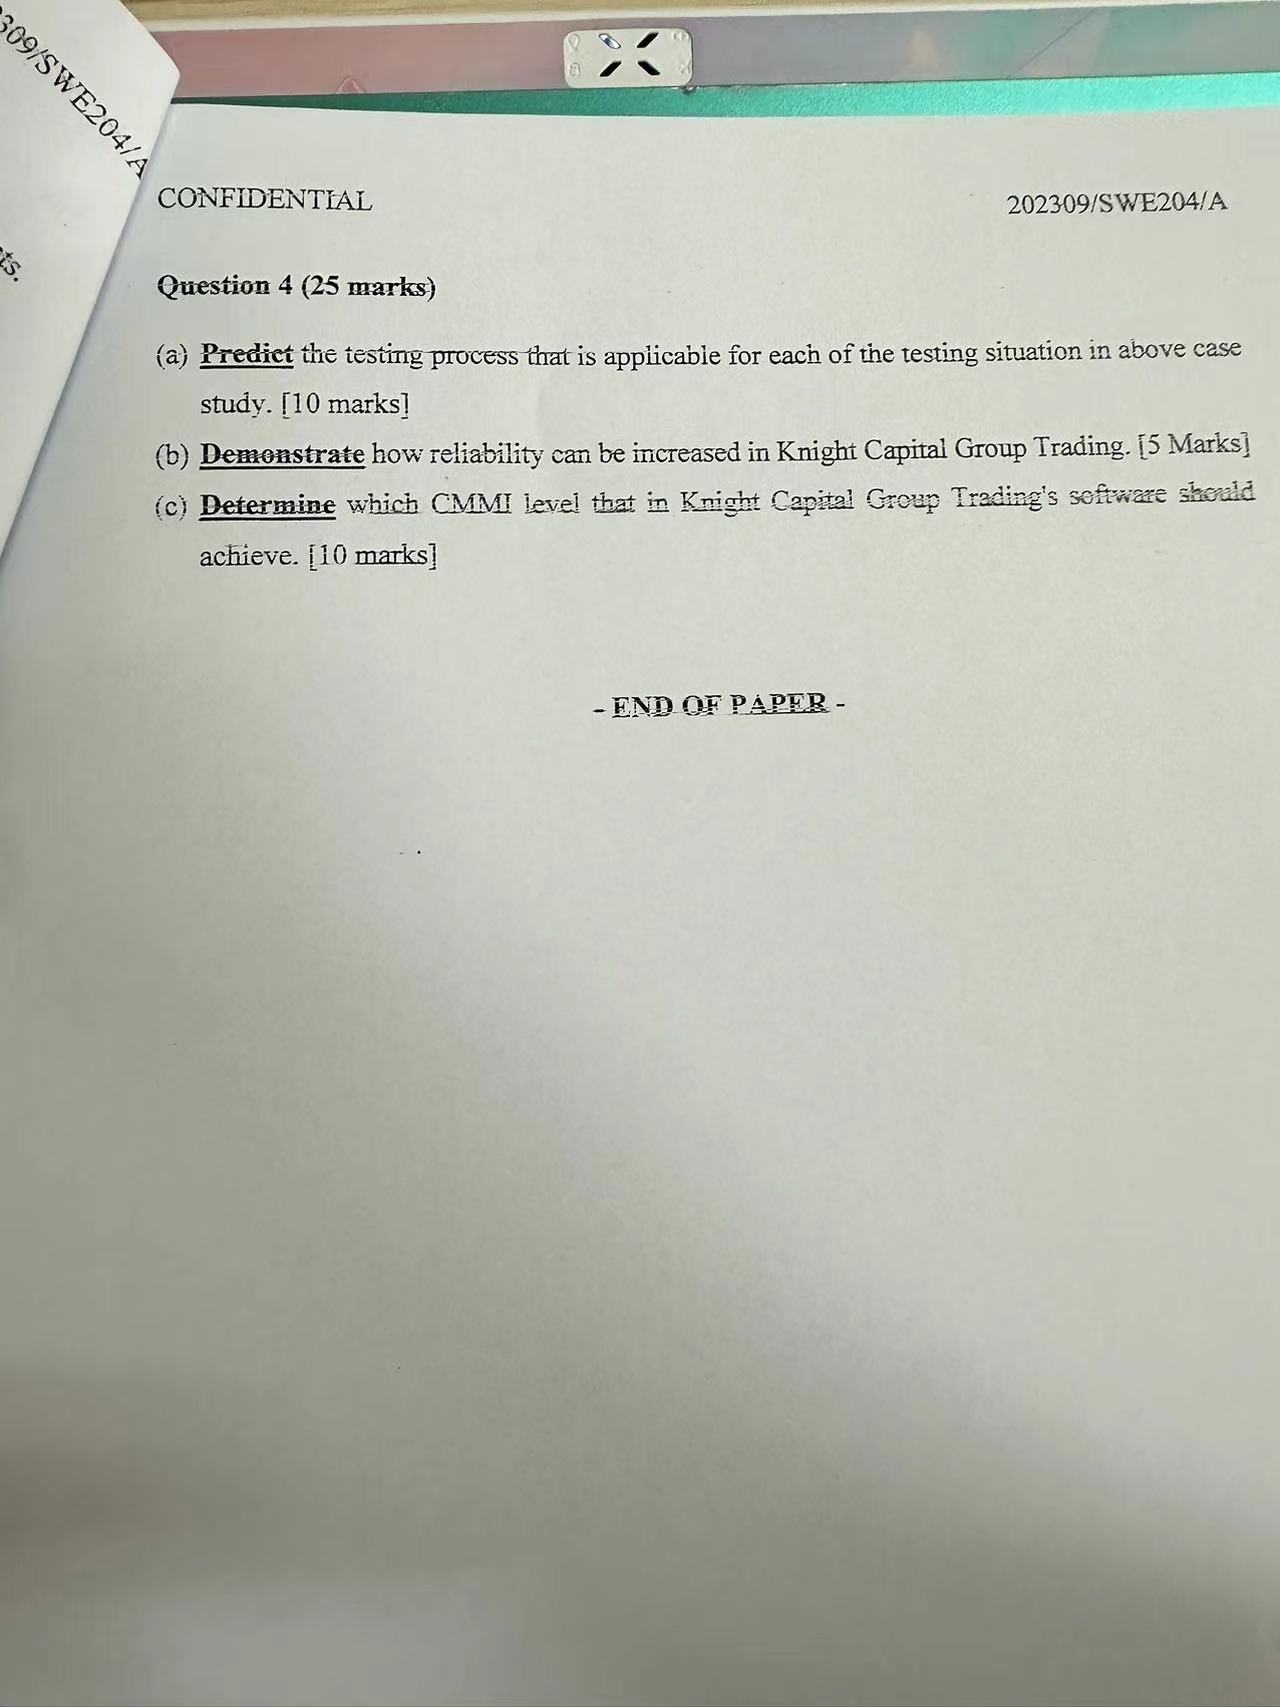 309/SWE204/A
ts.
CONFIDENTIAL
202309/SWE204/A
Question 4 (25 marks)
(a) Predict the testing process that is applicable for each of the testing situation in above case
study. [10 marks]
(b) Demonstrate how reliability can be increased in Knight Capital Group Trading. [5 Marks]
(c) Determine which CMMI level that in Knight Capital Group Trading's software should
achieve. [10 marks]
- END OF PAPER -